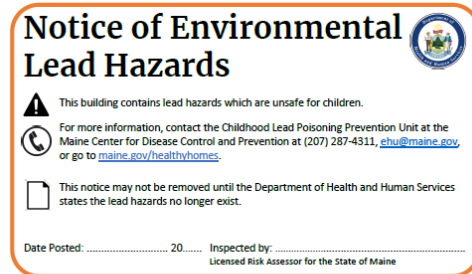 Notice of Environmental
Lead Hazards
This building contains lead hazards which are unsafe for children.
For more information, contact the Childhood Lead Poisoning Prevention Unit at the
Maine Center for Disease Control and Prevention at (207) 287-4311, ehu@maine.gov,
or go to maine.gov/healthyhomes.
This notice may not be removed until the Department of Health and Human Services
states the lead hazards no longer exist.
Date Posted: ............................ 20....... Inspected by: ..................................................................
Licensed Risk Assessor for the State of Maine